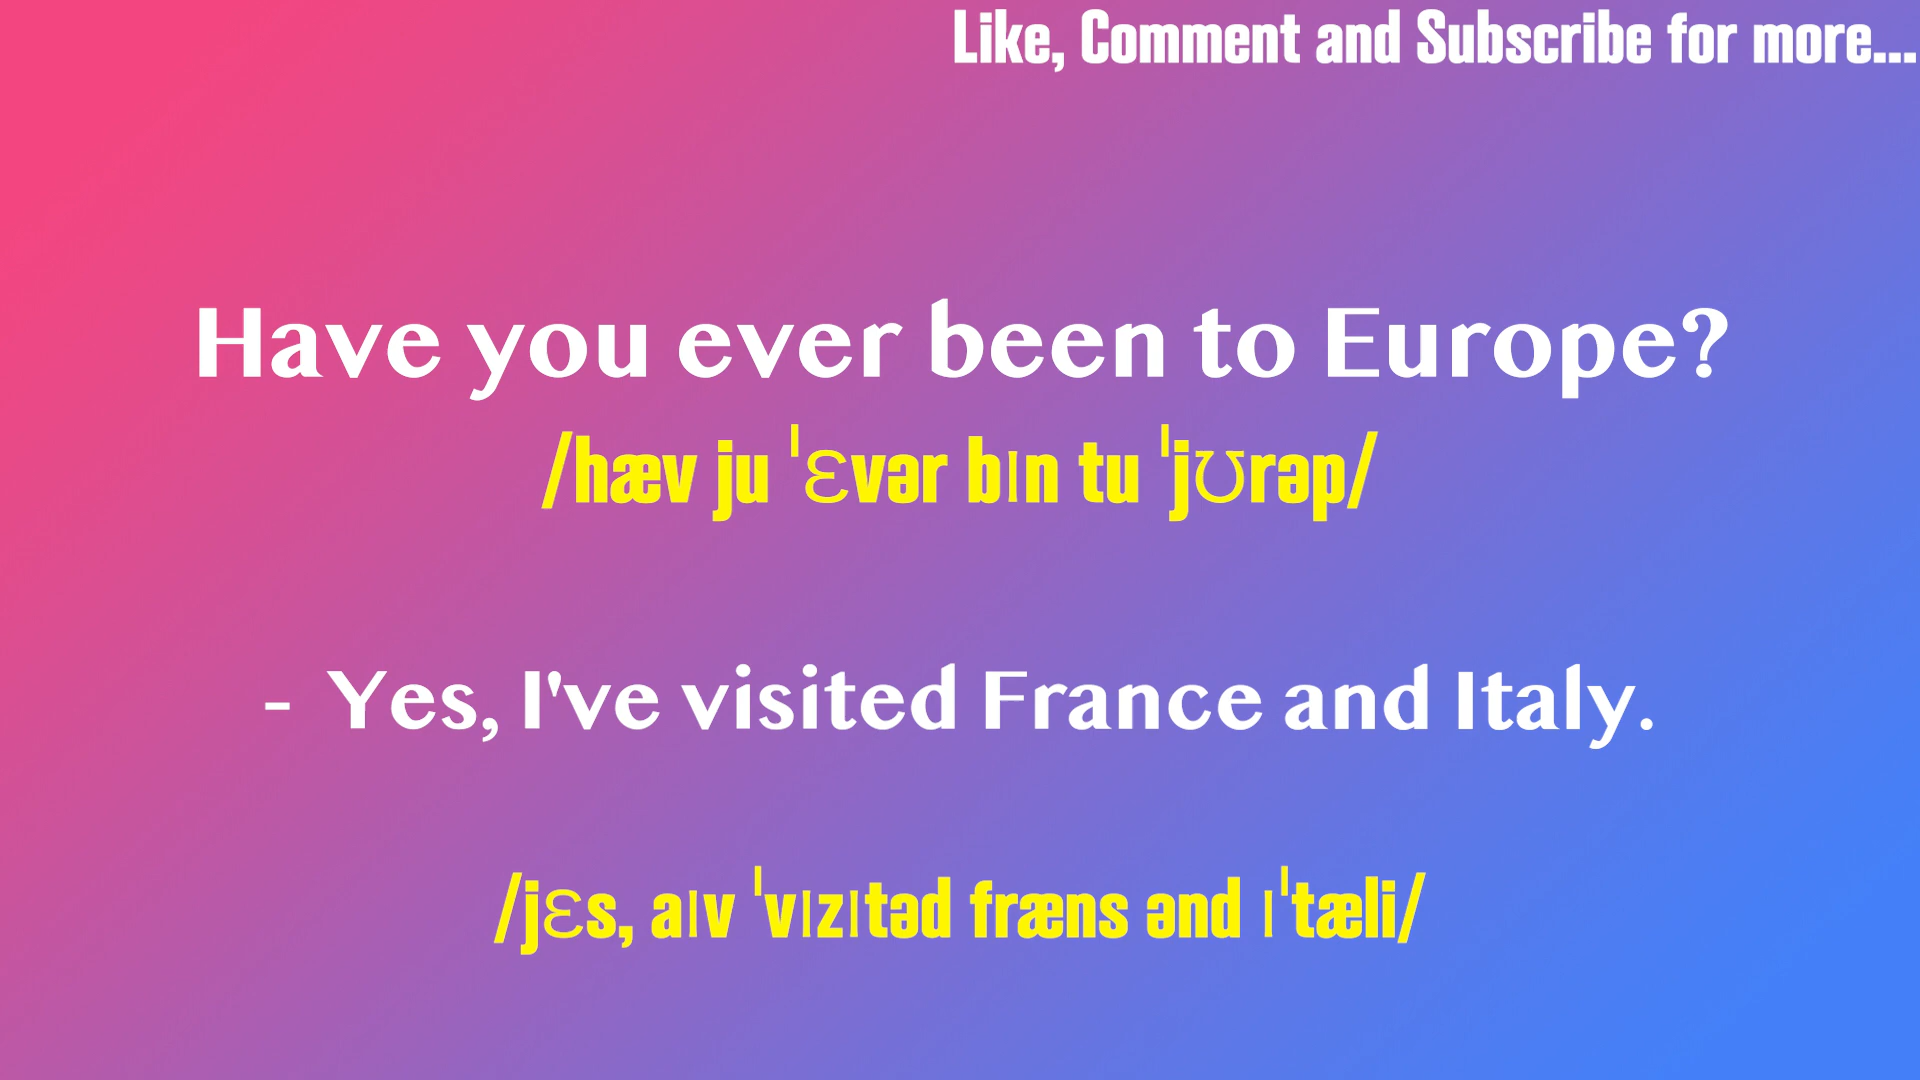 Like, Comment and Subscribe for more...
Have you ever been to Europe?
/hæv ju ˈɛvər bɪn tu ˈjʊrəp/
- Yes, I've visited France and Italy.
/jɛs, aɪv ˈvɪzɪtəd fræns ənd ɪˈtæli/